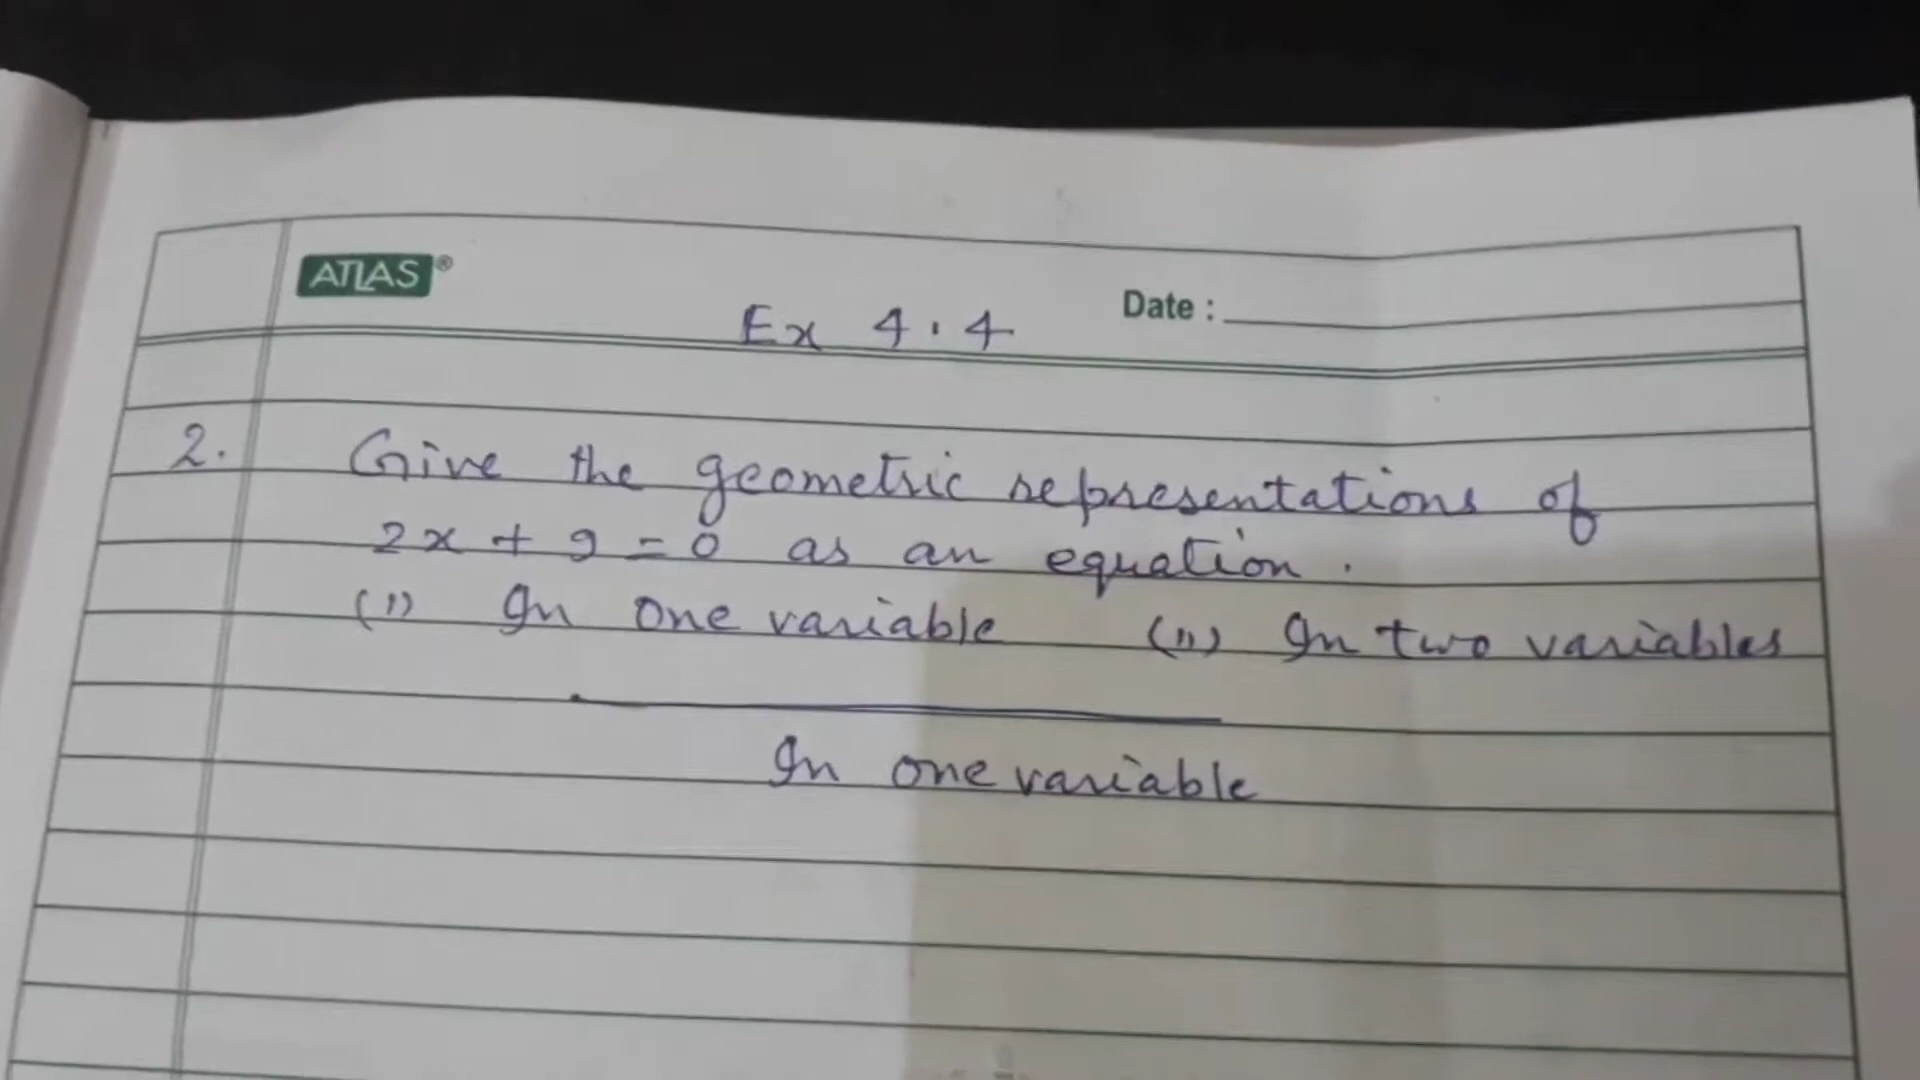 ATLAS®
Date :
Ex 4.4
2. Give the geometric representations of
2x + 9 = 0 as an equation.
(i) In one variable (ii) In two variables
In one variable